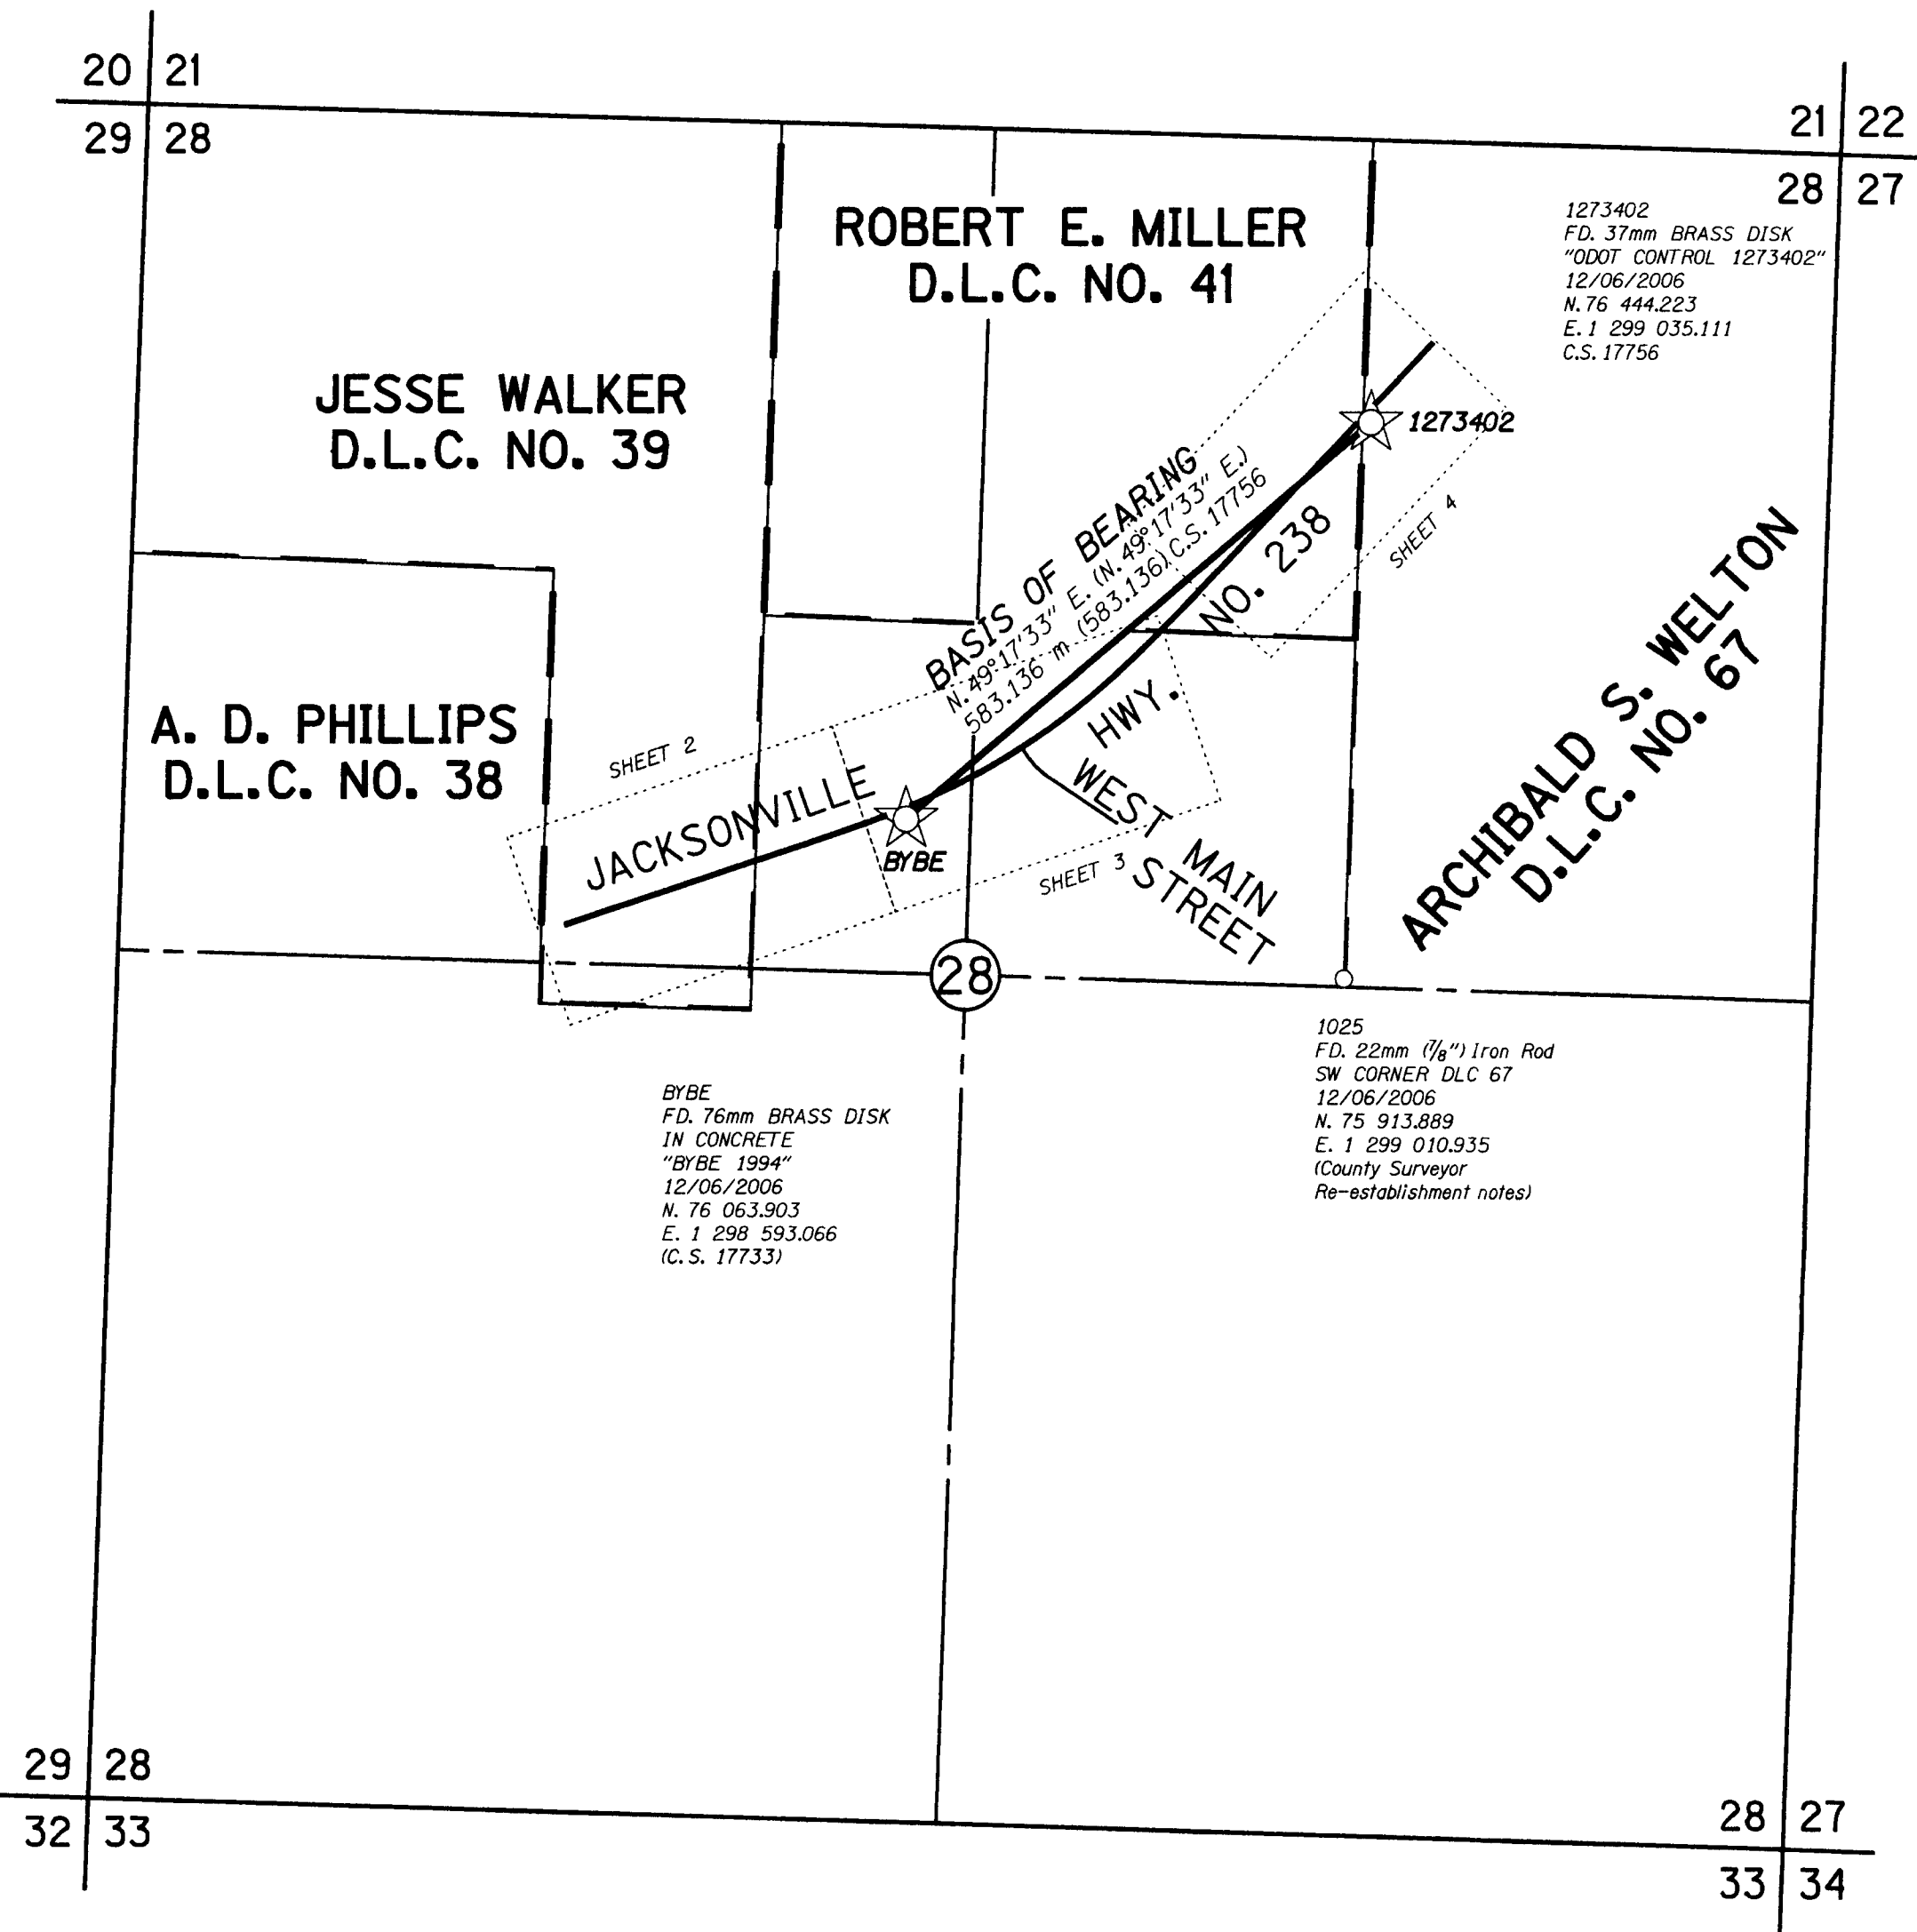 20 21
29 28
21 22
28 27
1273402
FD. 37mm BRASS DISK
"ODOT CONTROL 1273402"
12/06/2006
N. 76 444.223
E. 1 299 035.111
C.S. 17756
ROBERT E. MILLER
D.L.C. NO. 41
JESSE WALKER
D.L.C. NO. 39
1273402
BASIS OF BEARING
N. 49°17'33" E. (N. 49°17'33" E.)
583.136 m (583.136) C.S. 17756
SHEET 4
A. D. PHILLIPS
D.L.C. NO. 38
SHEET 2
JACKSONVILLE HWY. NO. 238
BYBE
WEST MAIN
STREET
SHEET 3
ARCHIBALD S. WELTON
D.L.C. NO. 67
28
1025
FD. 22mm (7/8") Iron Rod
SW CORNER DLC 67
12/06/2006
N. 75 913.889
E. 1 299 010.935
(County Surveyor
Re-establishment notes)
BYBE
FD. 76mm BRASS DISK
IN CONCRETE
"BYBE 1994"
12/06/2006
N. 76 063.903
E. 1 298 593.066
(C.S. 17733)
29 28
32 33
28 27
33 34